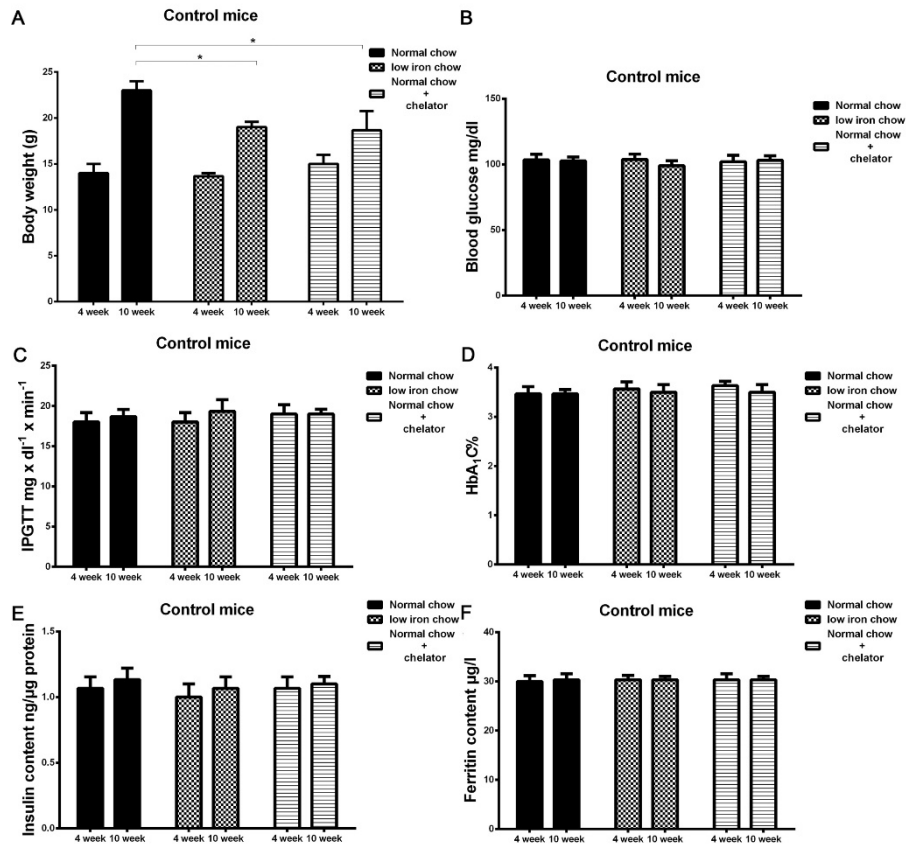 A
Control mice
*
*
Normal chow
low iron chow
Normal chow
+
chelator
Body weight (g)
25
20
15
10
5
0
4 week 10 week 4 week 10 week 4 week 10 week
B
Control mice
Normal chow
low iron chow
Normal chow
+
chelator
Blood glucose mg/dl
150
100
50
0
4 week 10 week 4 week 10 week 4 week 10 week
C
Control mice
Normal chow
low iron chow
Normal chow
+
chelator
IPGTT mg x dl⁻¹ x min⁻¹
25
20
15
10
5
0
4 week 10 week 4 week 10 week 4 week 10 week
D
Control mice
Normal chow
low iron chow
Normal chow
+
chelator
HbA₁C%
4
3
2
1
0
4 week 10 week 4 week 10 week 4 week 10 week
E
Control mice
Normal chow
low iron chow
Normal chow
+
chelator
Insulin content ng/μg protein
1.5
1.0
0.5
0.0
4 week 10 week 4 week 10 week 4 week 10 week
F
Control mice
Normal chow
low iron chow
Normal chow
+
chelator
Ferritin content μg/l
40
30
20
10
0
4 week 10 week 4 week 10 week 4 week 10 week